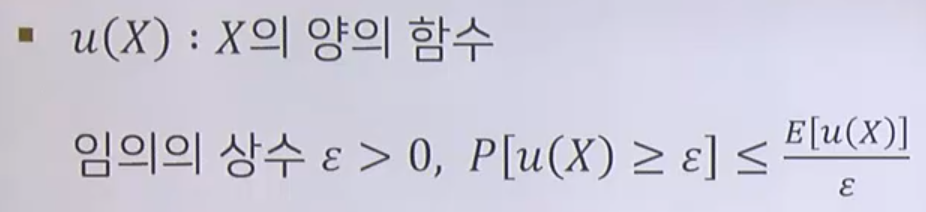 ▪ u(X) : X의 양의 함수
임의의 상수 ε > 0, P[u(X) ≥ ε] ≤ E[u(X)]/ε